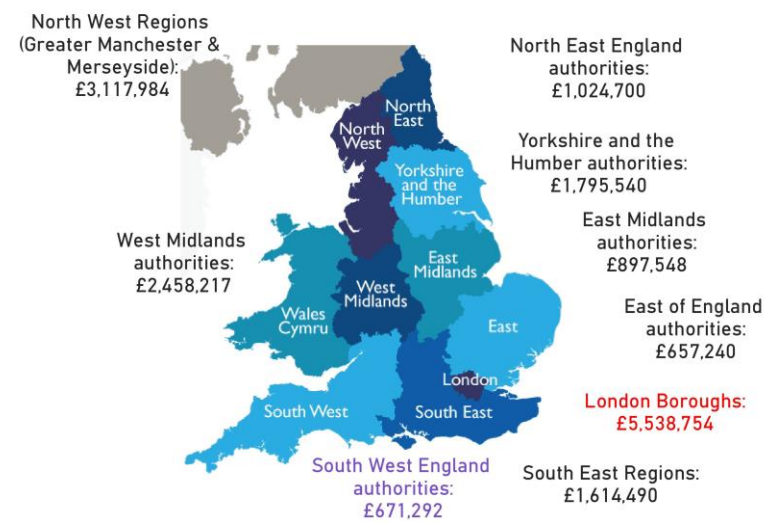 North West Regions
(Greater Manchester &
Merseyside):
£3,117,984
North East England
authorities:
£1,024,700
North
East
North
West
Yorkshire and the
Humber authorities:
£1,795,540
Yorkshire
and the
Humber
East Midlands
authorities:
£897,548
West Midlands
authorities:
£2,458,217
East
Midlands
West
Midlands
Wales
Cymru
East
East of England
authorities:
£657,240
London
London Boroughs:
£5,538,754
South West
South East
South West England
authorities:
£671,292
South East Regions:
£1,614,490